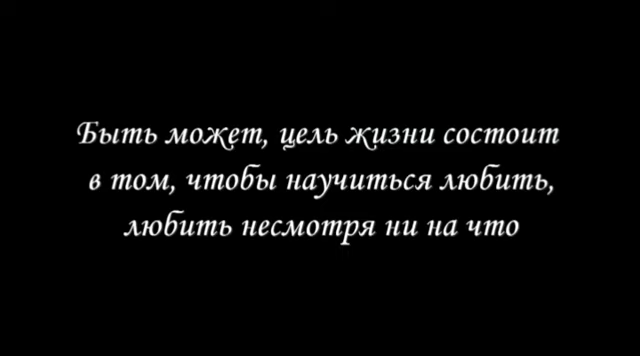 Быть может, цель жизни состоит
в том, чтобы научиться любить,
любить несмотря ни на что